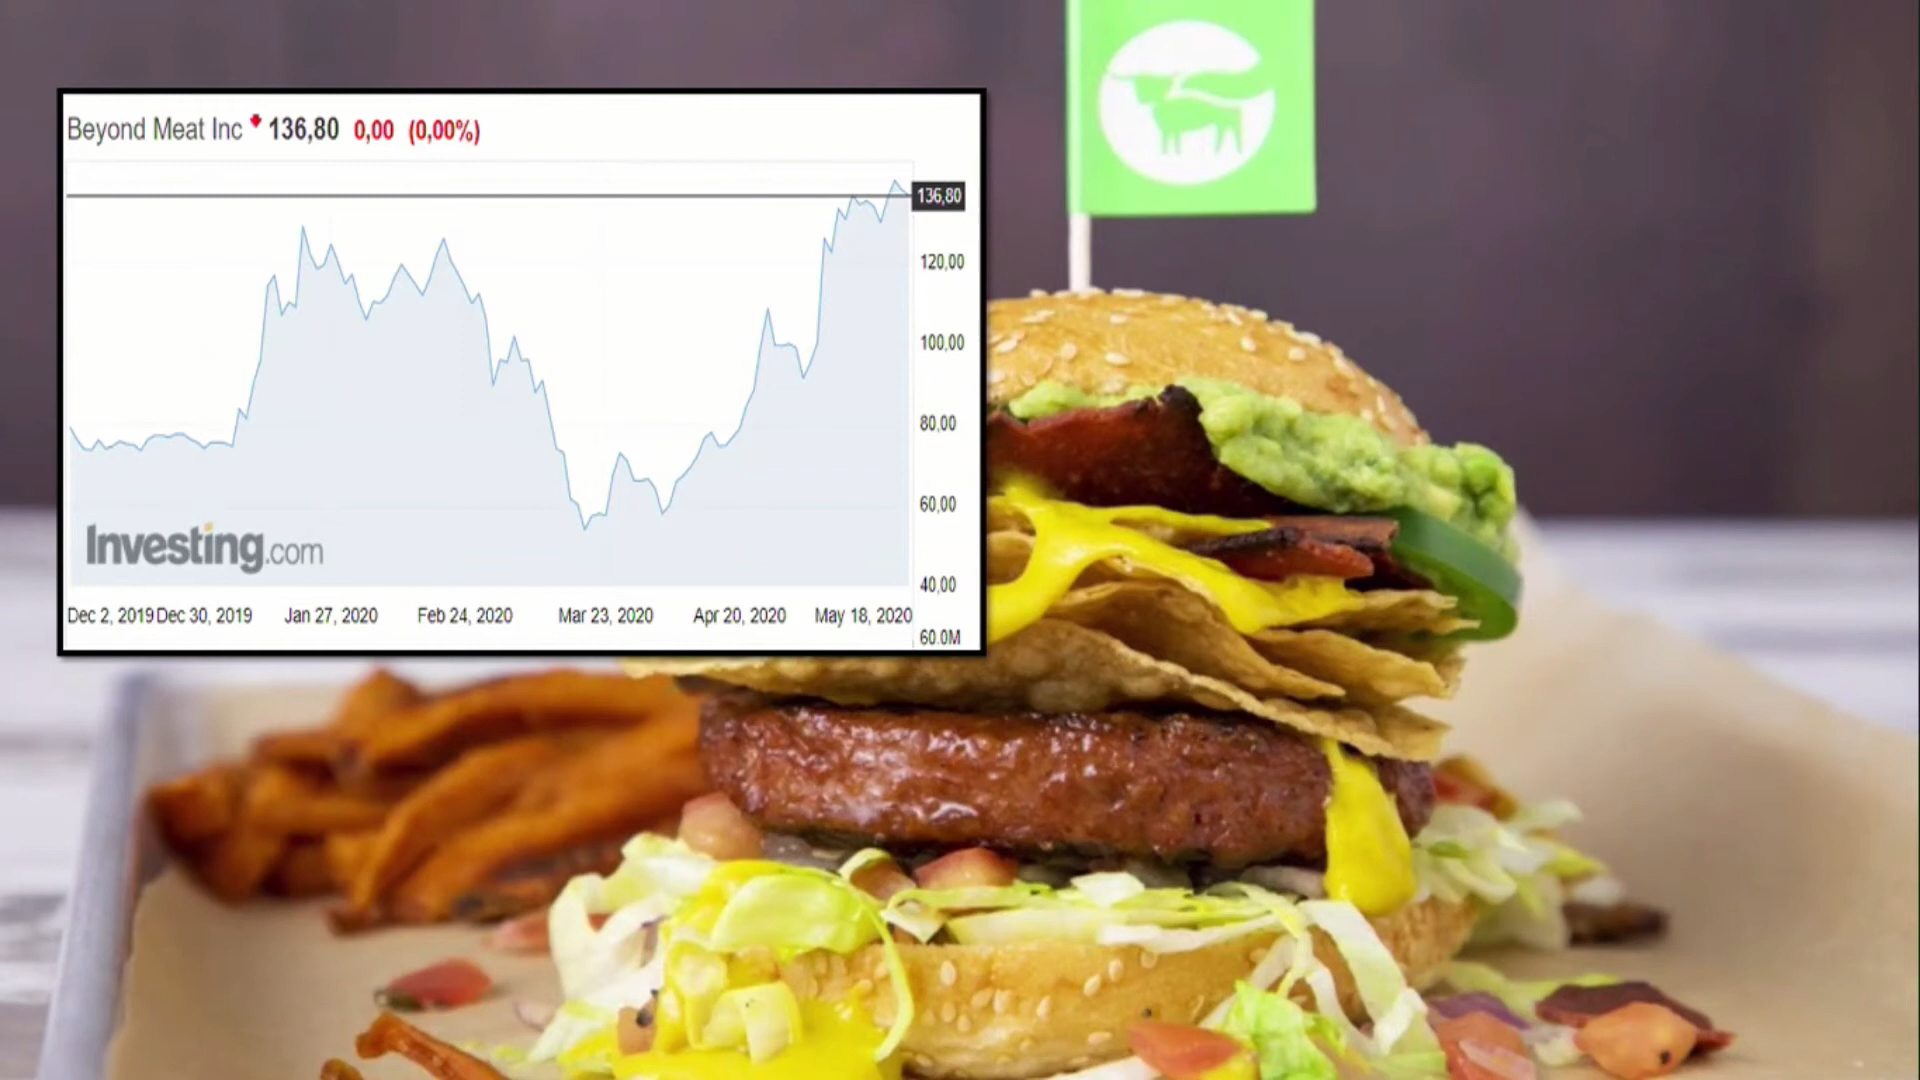 Beyond Meat Inc 136,80 0,00 (0,00%)
136,80
120,00
100,00
80,00
60,00
40,00
60.0M
Investing.com
Dec 2, 2019 Dec 30, 2019 Jan 27, 2020 Feb 24, 2020 Mar 23, 2020 Apr 20, 2020 May 18, 2020